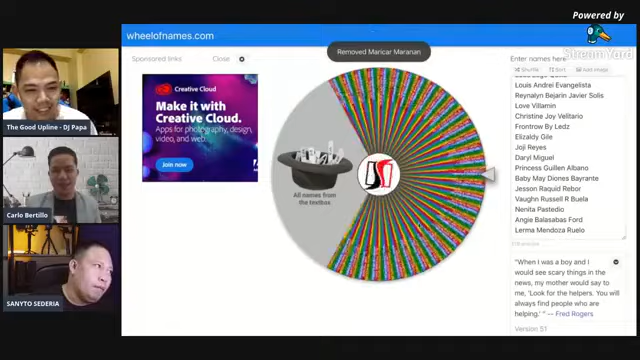 Powered by
StreamYard
wheelofnames.com
Sponsored links
Close
Removed Maricar Maranan
Enter names here
Shuffle
Sort
Add image
Creative Cloud
Make it with
Creative Cloud.
Apps for photography, design,
video, and web.
Join now
All names from
the textbox
Louis Andrei Evangelista
Reynalyn Bejarin Javier Solis
Love Villamin
Christine Joy Velitario
Frontrow By Ledz
Elizaldy Gile
Joji Reyes
Daryl Miguel
Princess Guillen Albano
Baby May Diones Bayrante
Jesson Raquid Rebor
Vaughn Russell R Buela
Nenita Pastedio
Angie Balasabas Ford
Lerma Mendoza Ruelo
"When I was a boy and I
would see scary things in the
news, my mother would say to
me, 'Look for the helpers. You will
always find people who are
helping.' " — Fred Rogers
Version 51
The Good Upline - DJ Papa
Carlo Bertillo
SANYTO SEDERIA